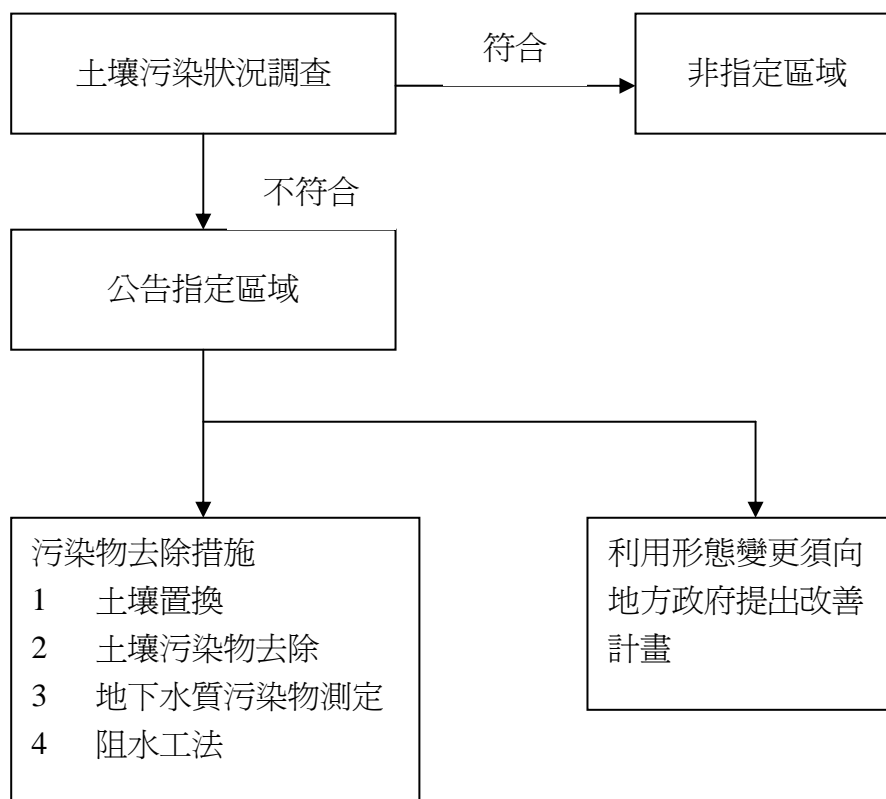 符合
土壤污染狀況調查
非指定區域
不符合
公告指定區域
污染物去除措施
1 土壤置換
2 土壤污染物去除
3 地下水質污染物測定
4 阻水工法
利用形態變更須向
地方政府提出改善
計畫